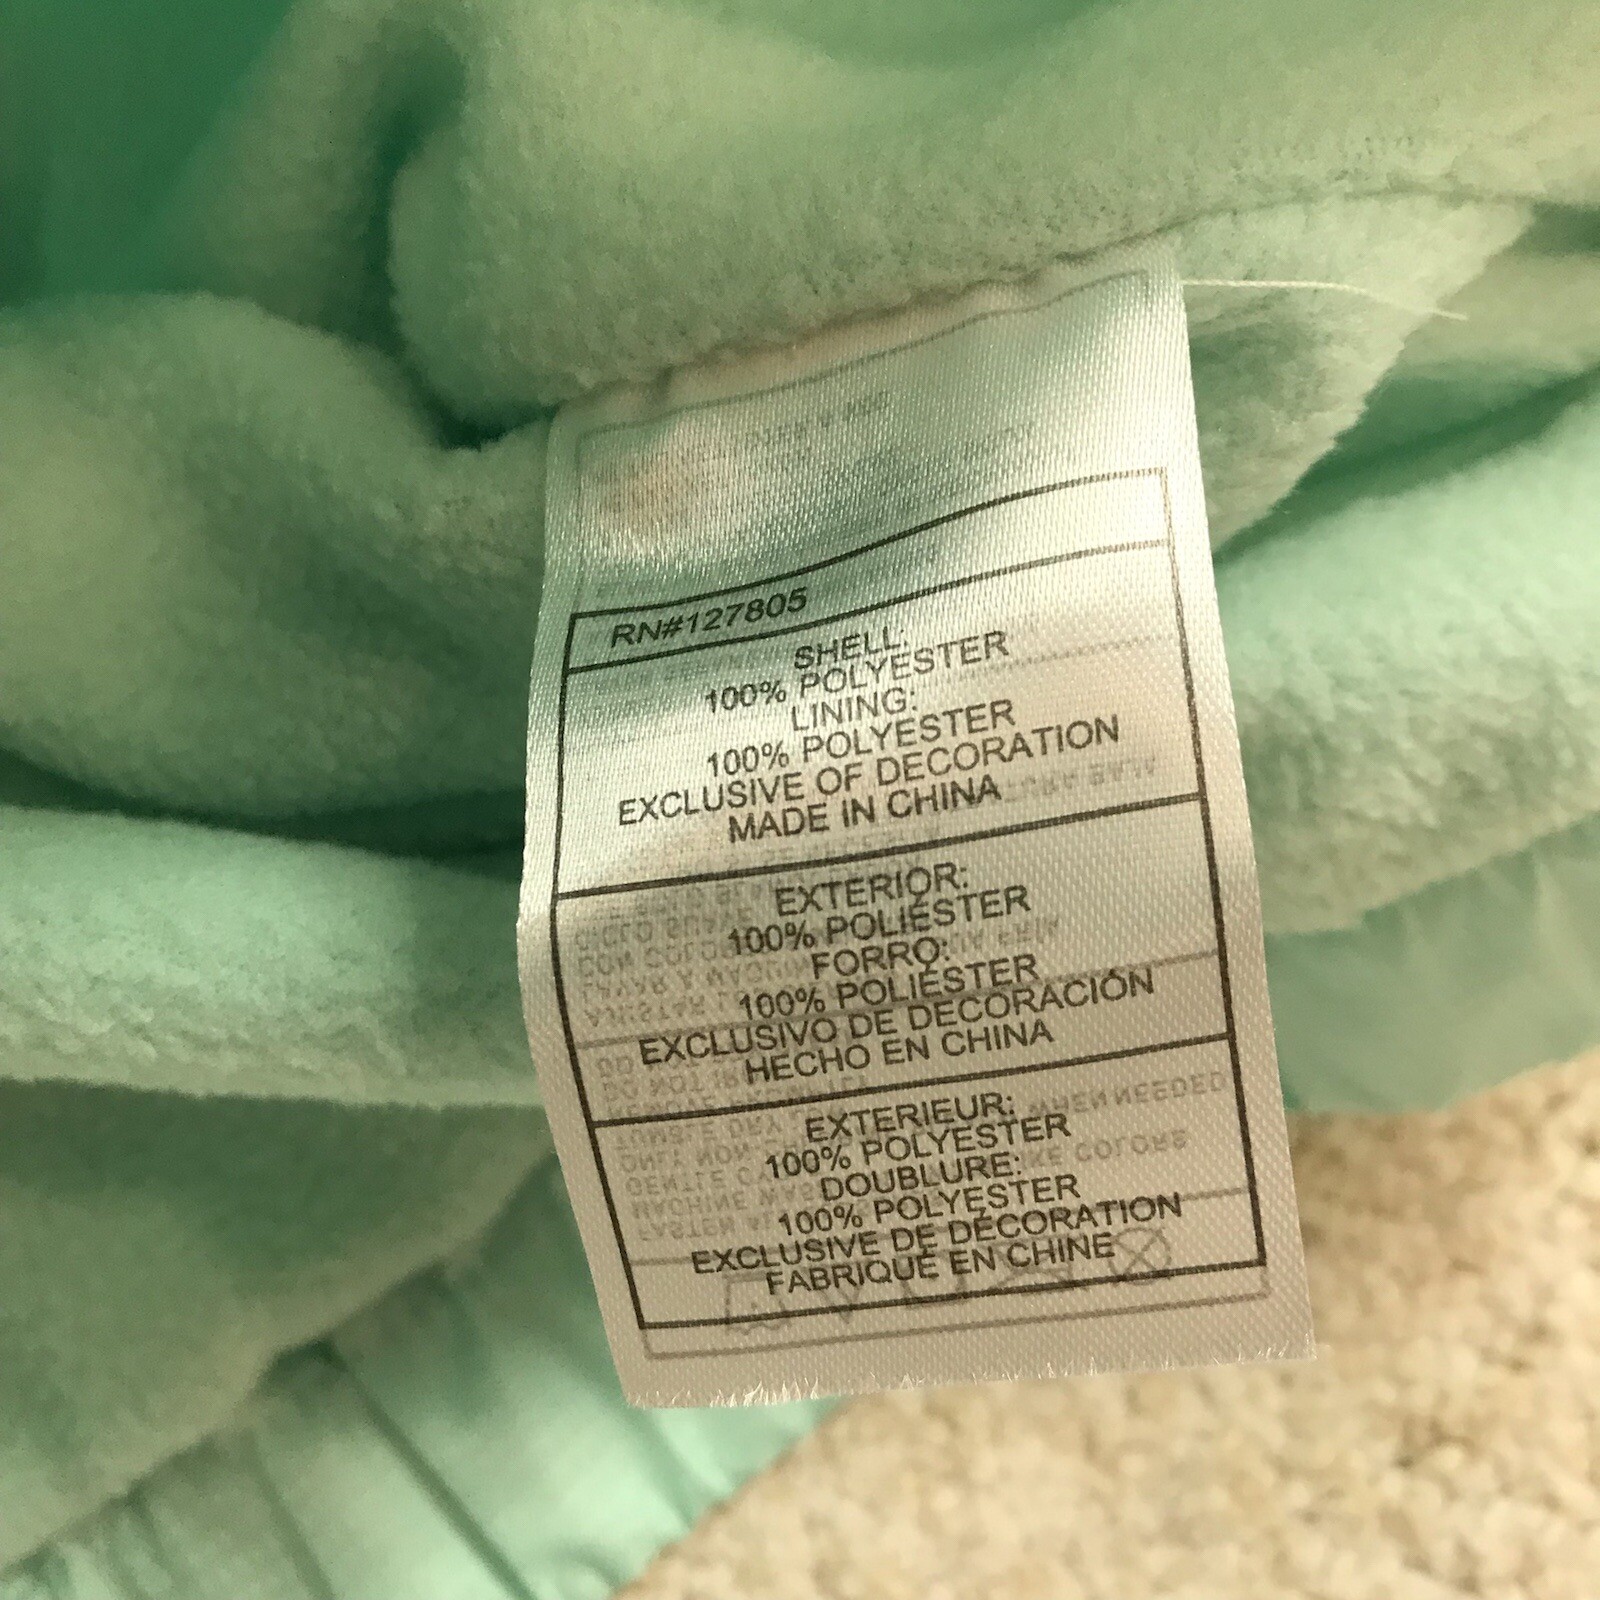 RN#127805
SHELL:
100% POLYESTER
LINING:
100% POLYESTER
EXCLUSIVE OF DECORATION
MADE IN CHINA
EXTERIOR:
100% POLIÉSTER
FORRO:
100% POLIÉSTER
EXCLUSIVO DE DECORACIÓN
HECHO EN CHINA
EXTERIEUR:
100% POLYESTER
DOUBLURE:
100% POLYESTER
EXCLUSIVE DE DÉCORATION
FABRIQUÉ EN CHINE